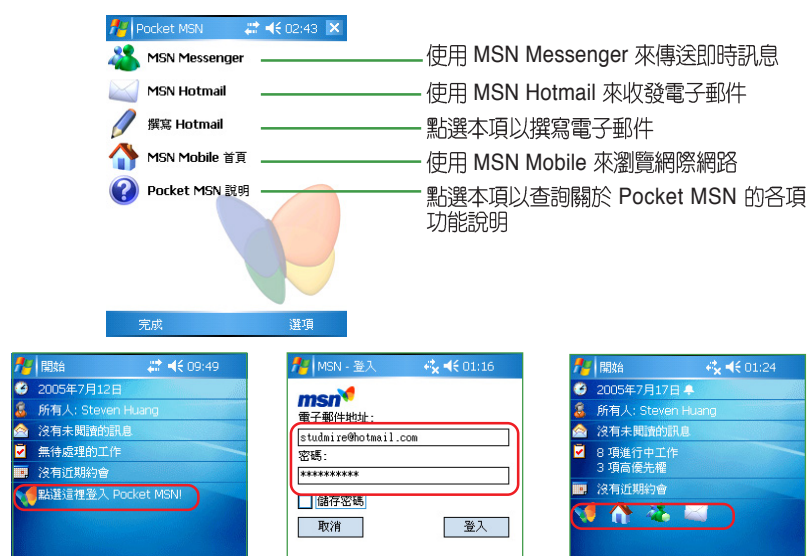 Pocket MSN 02:43
MSN Messenger
MSN Hotmail
撰寫 Hotmail
MSN Mobile 首頁
Pocket MSN 說明
完成 選項
使用 MSN Messenger 來傳送即時訊息
使用 MSN Hotmail 來收發電子郵件
點選本項以撰寫電子郵件
使用 MSN Mobile 來瀏覽網際網路
點選本項以查詢關於 Pocket MSN 的各項
功能說明
開始 09:49
2005年7月12日
所有人: Steven Huang
沒有未閱讀的訊息
無待處理的工作
沒有近期約會
點選這裡登入 Pocket MSN!
MSN - 登入 01:16
msn
電子郵件地址:
studmire@hotmail.com
密碼:
**********
儲存密碼
取消 登入
開始 01:24
2005年7月17日
所有人: Steven Huang
沒有未閱讀的訊息
8 項進行中工作
3 項高優先權
沒有近期約會